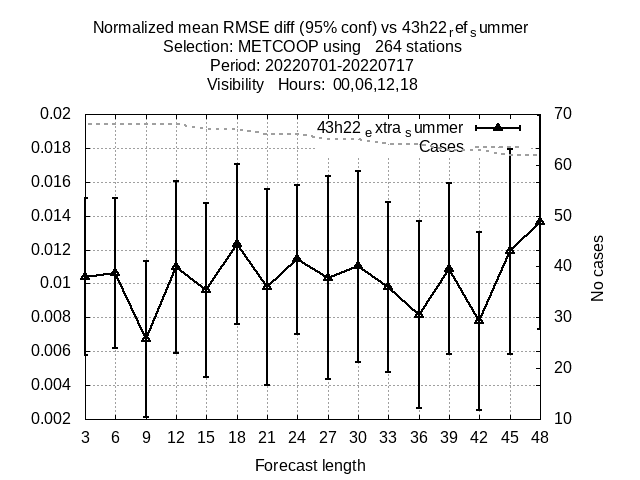 Normalized mean RMSE diff (95% conf) vs 43h22refsummer
Selection: METCOOP using 264 stations
Period: 20220701-20220717
Visibility Hours: 00,06,12,18
0.02
0.018
0.016
0.014
0.012
0.01
0.008
0.006
0.004
0.002
43h22extrasummer
Cases
70
60
50
40
30
20
10
No cases
3 6 9 12 15 18 21 24 27 30 33 36 39 42 45 48
Forecast length